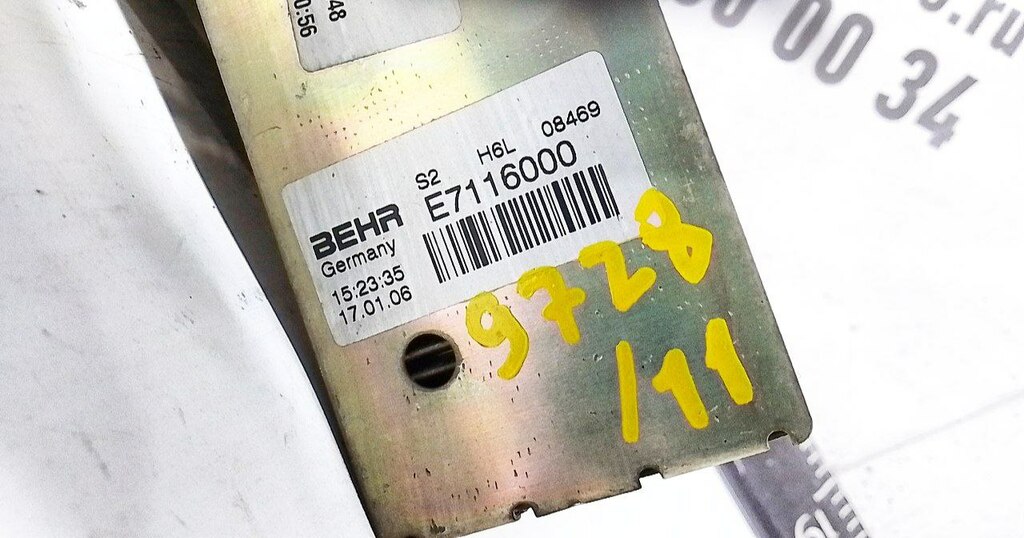 48
0:56
S2 H6L 08469
E7116000
BEHR
Germany
15:23:35
17.01.06
9728
/11
00 34
.ru